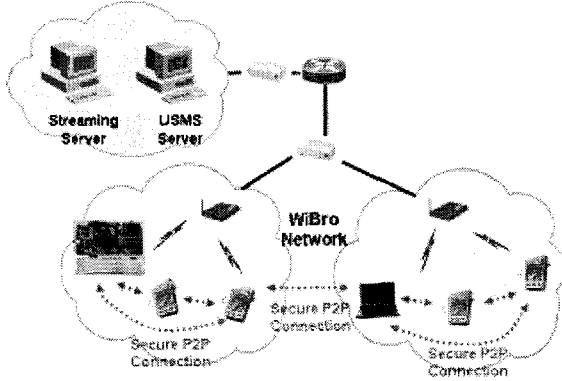 Streaming
Server
USMS
Server
WiBro
Network
Secure P2P
Connection
Secure P2P
Connection
Secure P2P
Connection